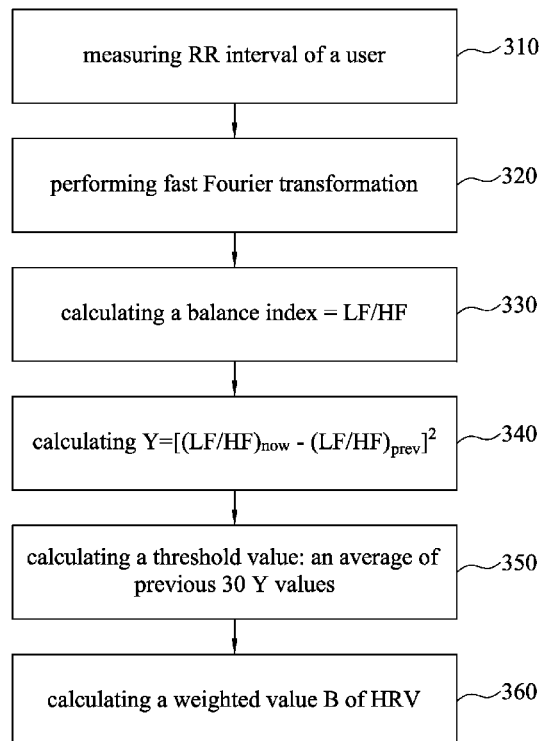 measuring RR interval of a user
310
performing fast Fourier transformation
320
calculating a balance index = LF/HF
330
calculating Y=[(LF/HF)now - (LF/HF)prev]²
340
calculating a threshold value: an average of
previous 30 Y values
350
calculating a weighted value B of HRV
360